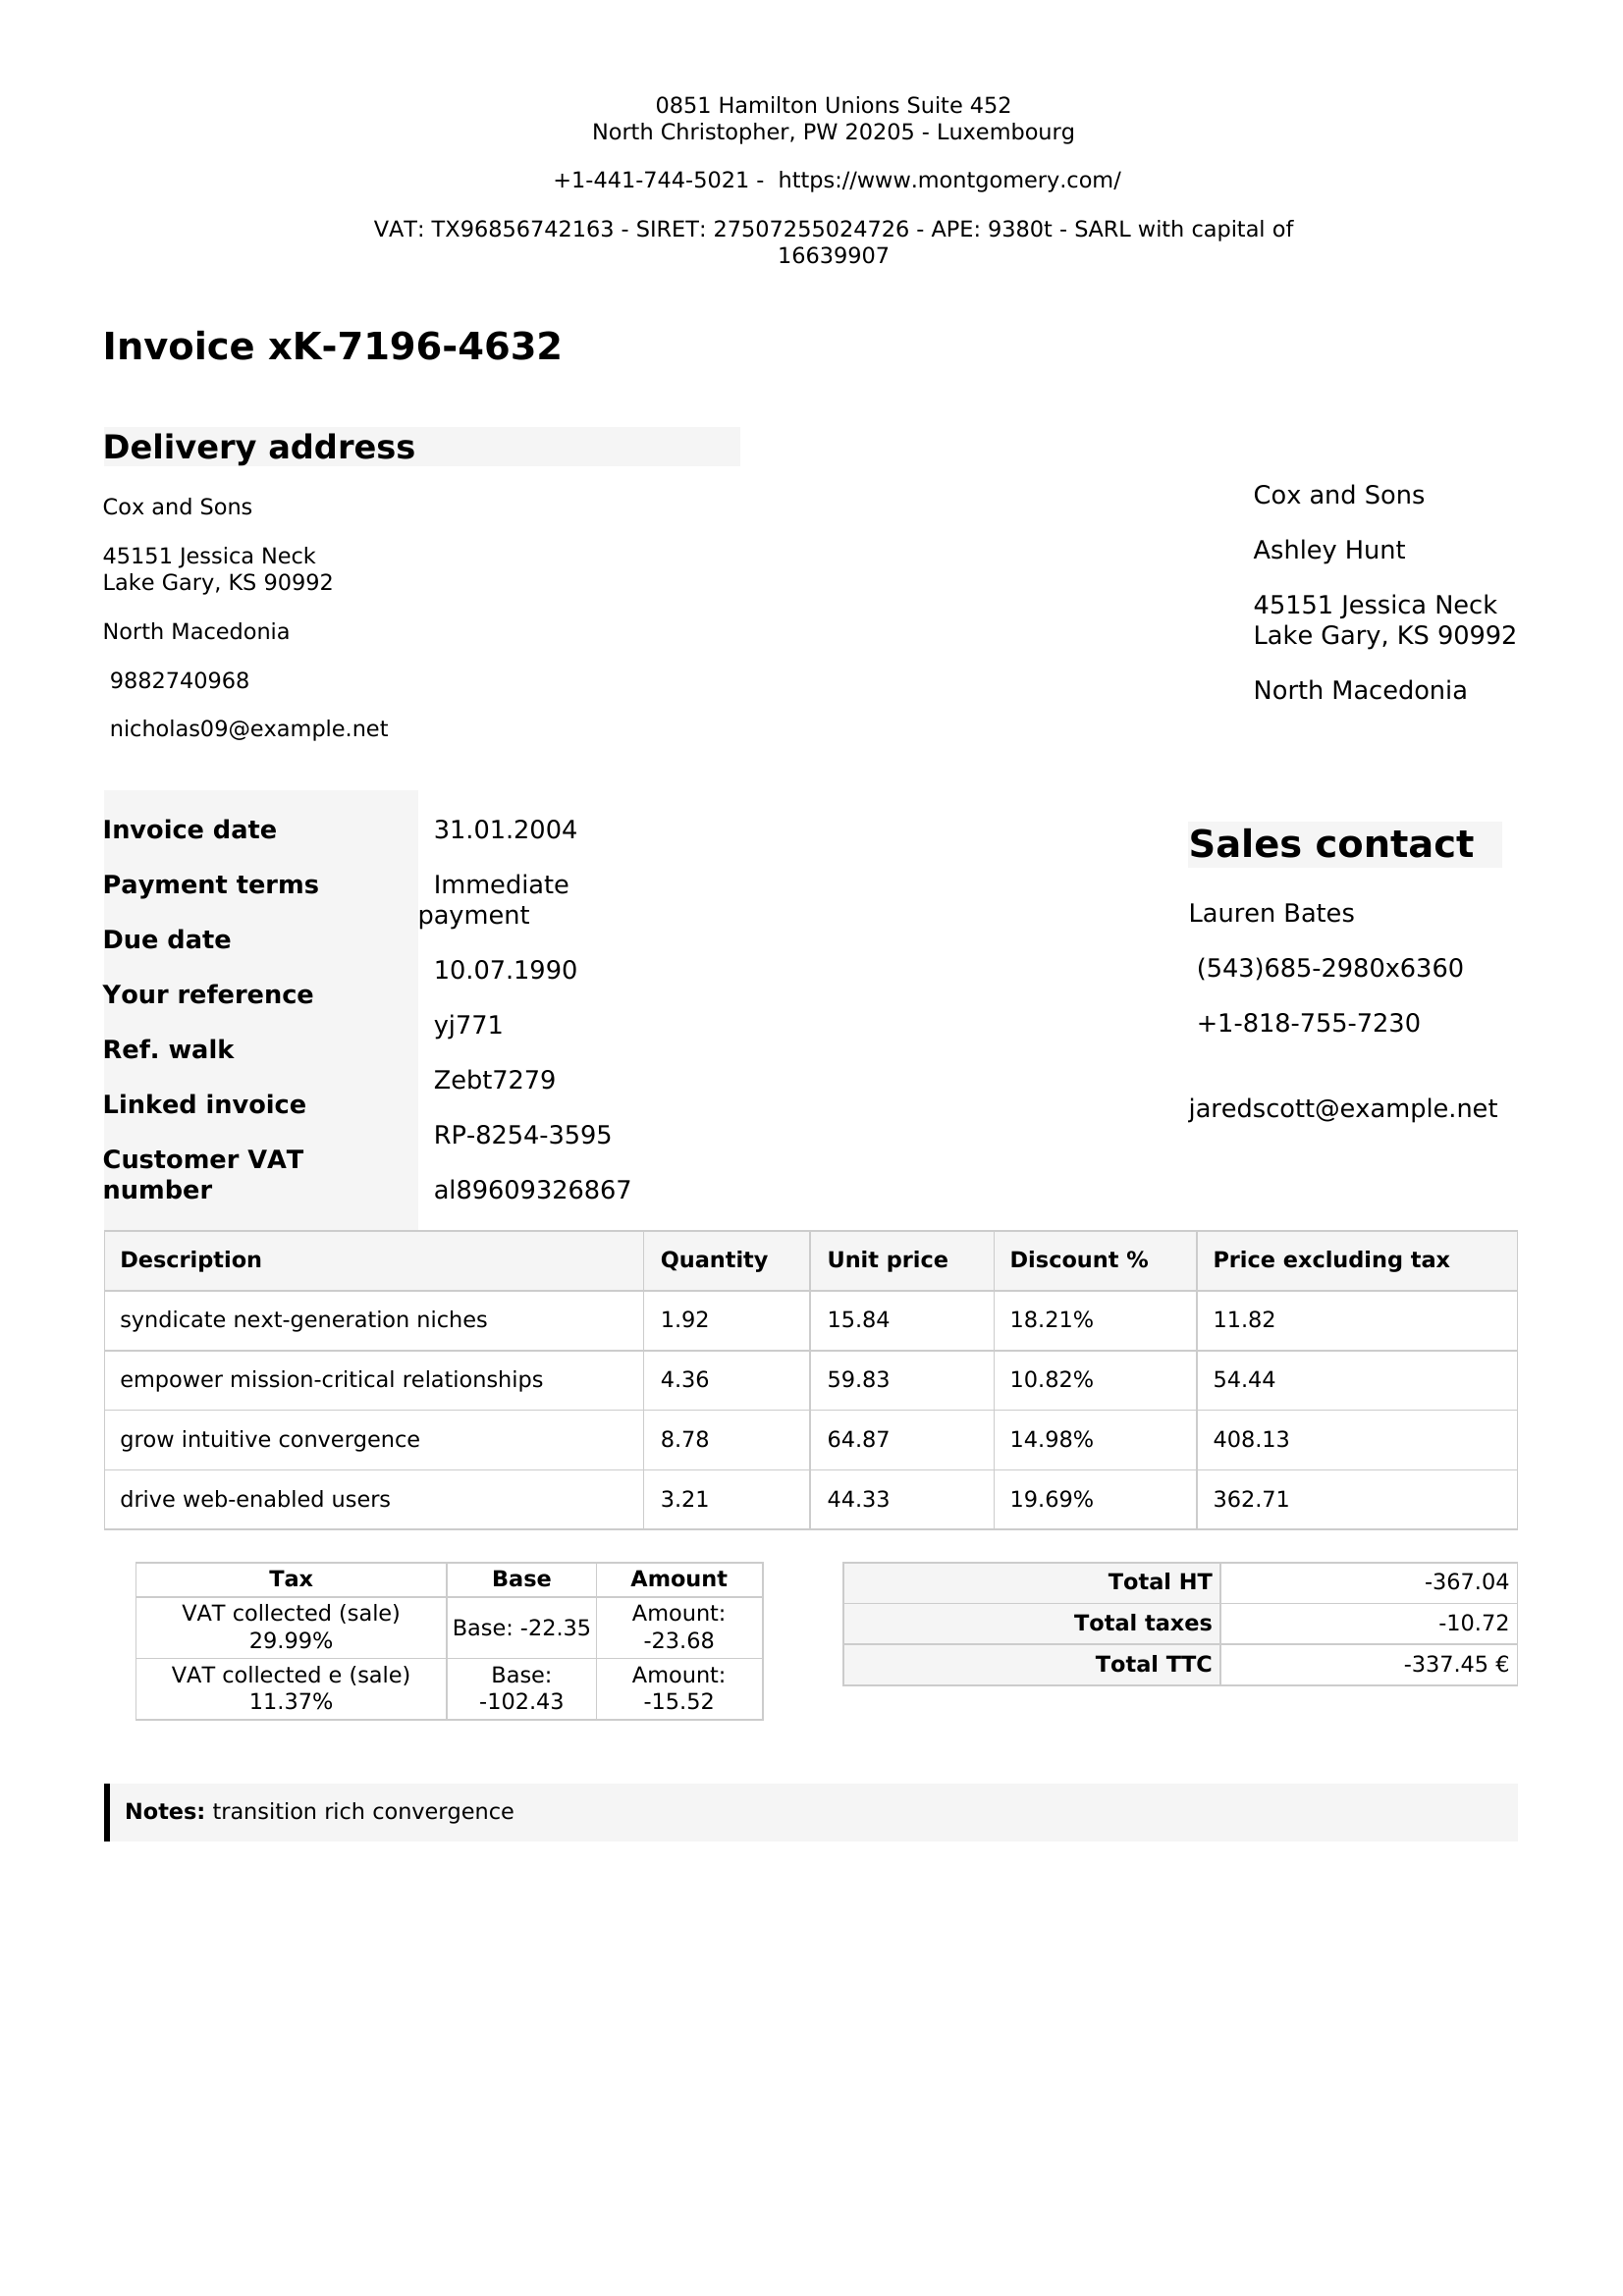 0851 Hamilton Unions Suite 452
North Christopher, PW 20205 - Luxembourg
+1-441-744-5021 - https://www.montgomery.com/
VAT: TX96856742163 - SIRET: 27507255024726 - APE: 9380t - SARL with capital of
16639907
Invoice xK-7196-4632
Delivery address
Cox and Sons
45151 Jessica Neck
Lake Gary, KS 90992
North Macedonia
9882740968
nicholas09@example.net
Cox and Sons
Ashley Hunt
45151 Jessica Neck
Lake Gary, KS 90992
North Macedonia
Invoice date
Payment terms
Due date
Your reference
Ref. walk
Linked invoice
Customer VAT
number
31.01.2004
Immediate
payment
10.07.1990
yj771
Zebt7279
RP-8254-3595
al89609326867
Sales contact
Lauren Bates
(543)685-2980x6360
+1-818-755-7230
jaredscott@example.net
Description Quantity Unit price Discount % Price excluding tax
syndicate next-generation niches 1.92 15.84 18.21% 11.82
empower mission-critical relationships 4.36 59.83 10.82% 54.44
grow intuitive convergence 8.78 64.87 14.98% 408.13
drive web-enabled users 3.21 44.33 19.69% 362.71
Tax Base Amount
VAT collected (sale)
29.99%
Base: -22.35
Amount:
-23.68
VAT collected e (sale)
11.37%
Base:
-102.43
Amount:
-15.52
Total HT -367.04
Total taxes -10.72
Total TTC -337.45 €
Notes: transition rich convergence